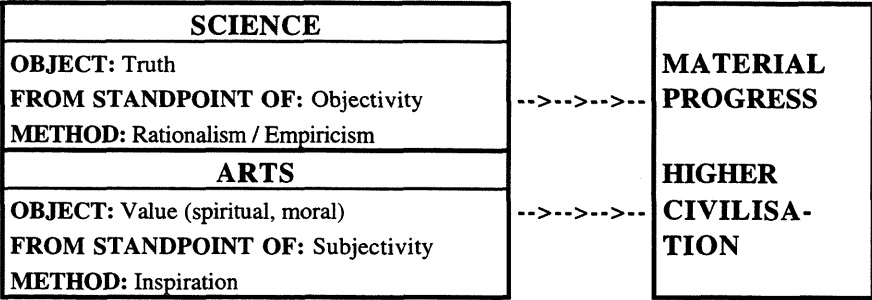 SCIENCE
OBJECT: Truth
FROM STANDPOINT OF: Objectivity
METHOD: Rationalism / Empiricism
ARTS
OBJECT: Value (spiritual, moral)
FROM STANDPOINT OF: Subjectivity
METHOD: Inspiration
-->-->-->--
-->-->-->--
MATERIAL
PROGRESS
HIGHER
CIVILISA-
TION